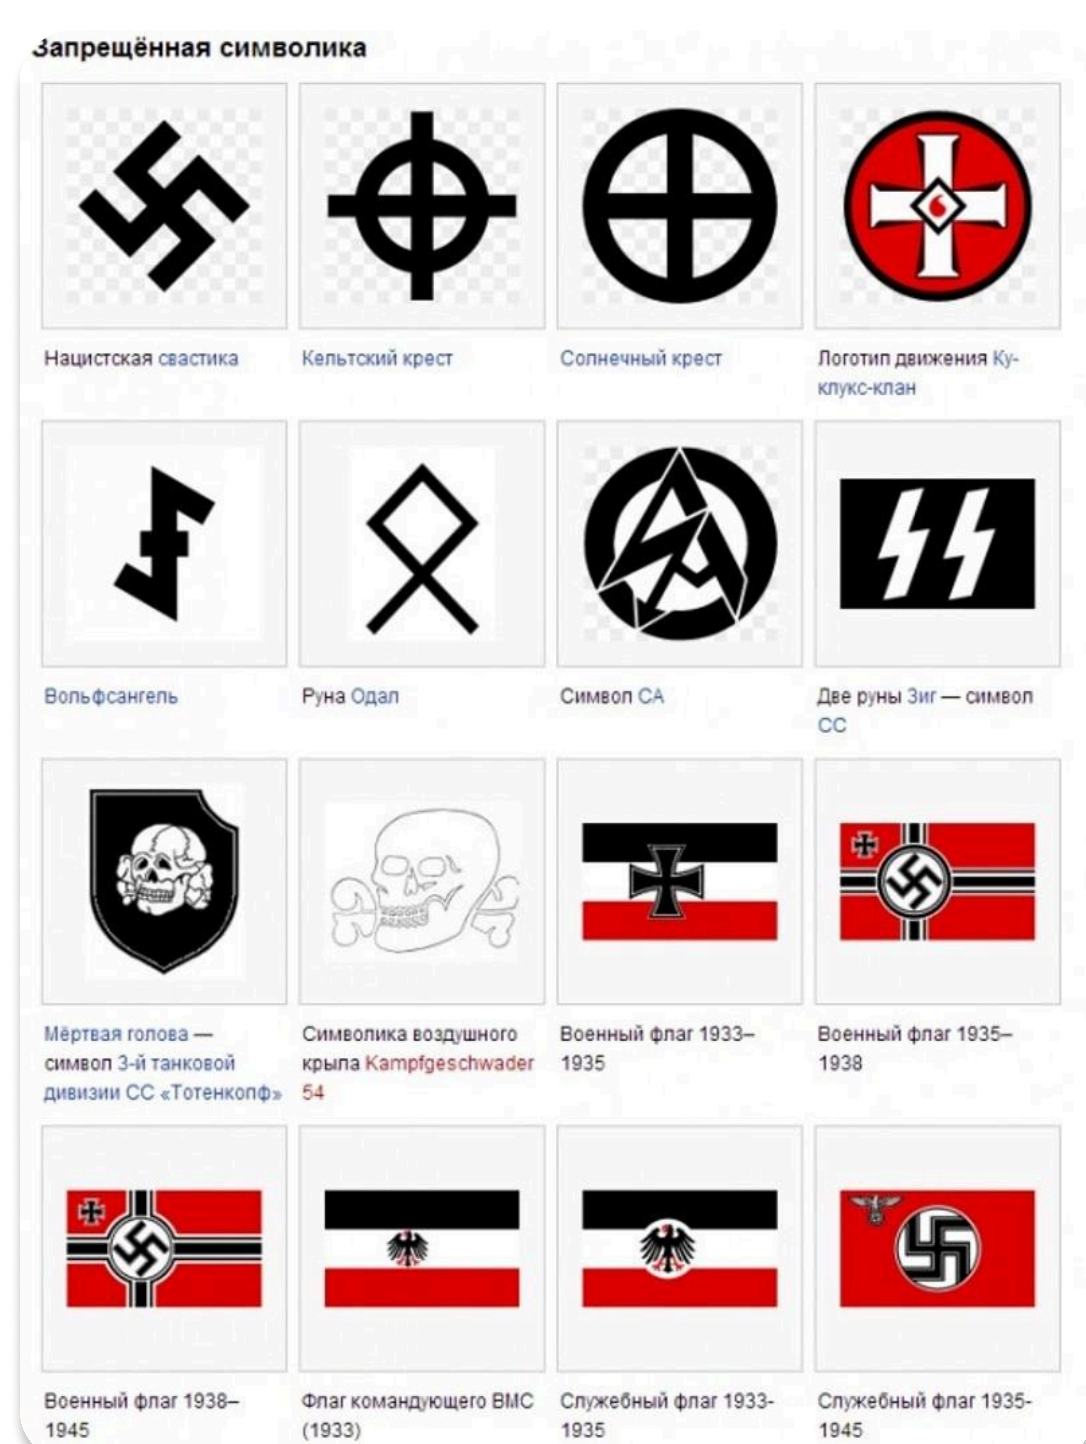 Запрещённая символика
Нацистская свастика
Кельтский крест
Солнечный крест
Логотип движения Ку-
клукс-клан
Вольфсангель
Руна Одал
Символ СА
Две руны Зиг — символ
СС
Мёртвая голова —
символ 3-й танковой
дивизии СС «Тотенкопф»
Символика воздушного
крыла Kampfgeschwader
54
Военный флаг 1933–
1935
Военный флаг 1935–
1938
Военный флаг 1938–
1945
Флаг командующего ВМС
(1933)
Служебный флаг 1933-
1935
Служебный флаг 1935-
1945